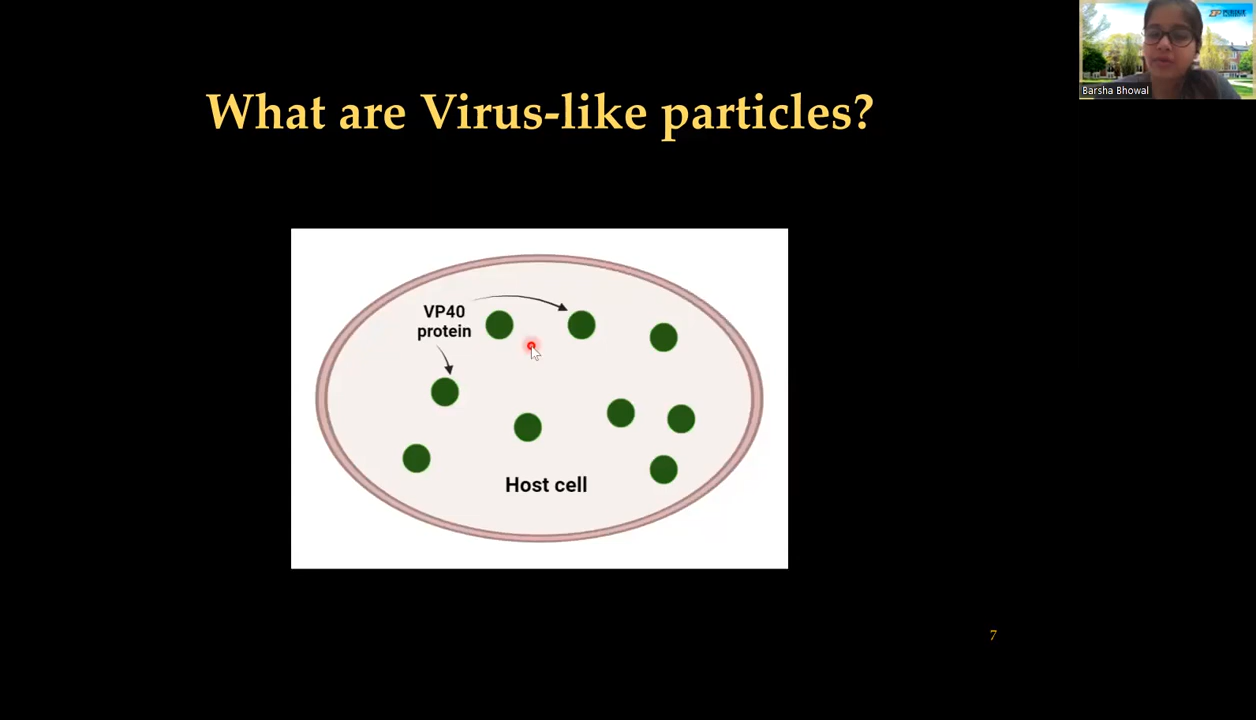 What are Virus-like particles?
Barsha Bhowal
VP40
protein
Host cell
7